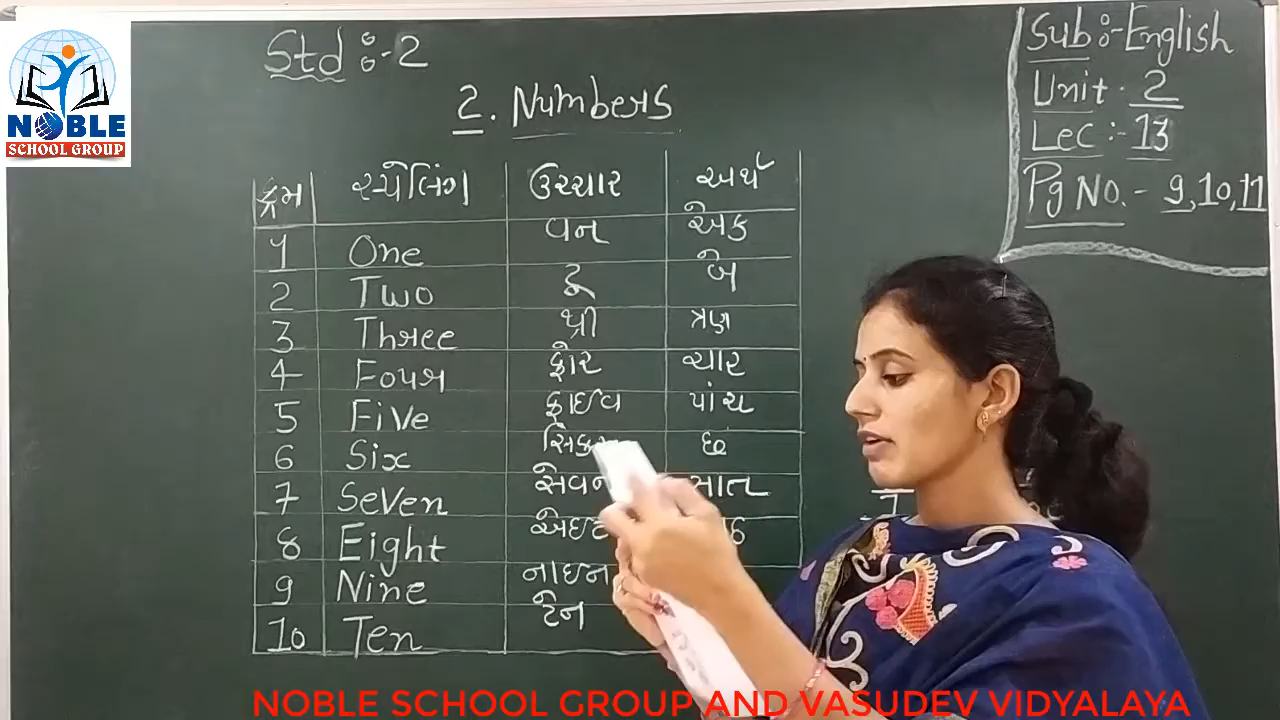 NOBLE
SCHOOL GROUP
Std :- 2
2. Numbers
Sub :- English
Unit . 2
Lec :- 13
Pg No. - 9,10,11
ક્રમ સ્પેલિંગ ઉચ્ચાર અર્થ
1 One વન એક
2 Two ટૂ બે
3 Three થ્રી ત્રણ
4 Four ફોર ચાર
5 Five ફાઈવ પાંચ
6 Six છ
7 Seven
8 Eight
9 Nine નાઇન
10 Ten ટેન
NOBLE SCHOOL GROUP AND VASUDEV VIDYALAYA